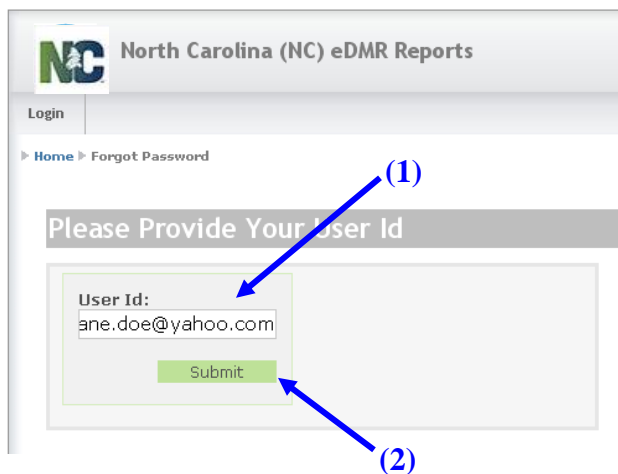 NC
North Carolina (NC) eDMR Reports
Login
Home Forgot Password
(1)
Please Provide Your User Id
User Id:
ane.doe@yahoo.com
Submit
(2)